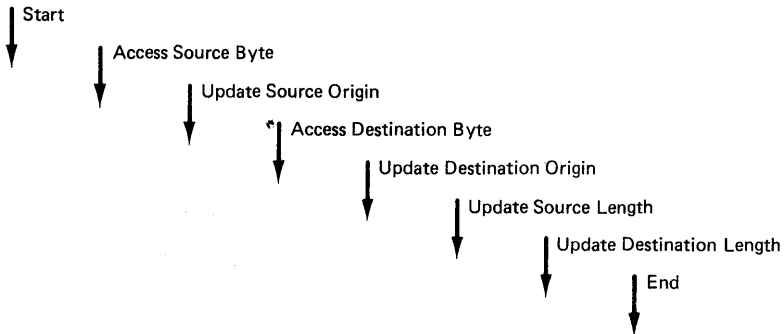 Start
Access Source Byte
Update Source Origin
Access Destination Byte
Update Destination Origin
Update Source Length
Update Destination Length
End